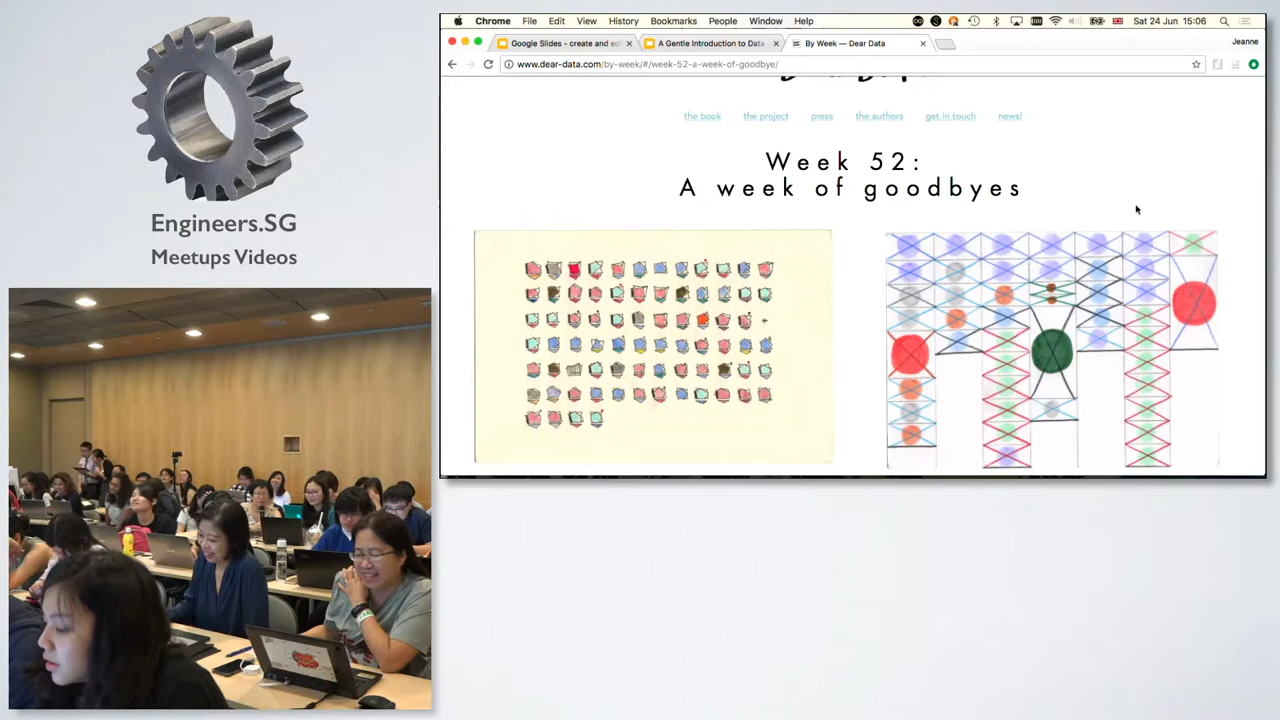 Engineers.SG
Meetups Videos
Chrome File Edit View History Bookmarks People Window Help
Sat 24 Jun 15:06
Google Slides - create and edi
A Gentle Introduction to Data
By Week — Dear Data
Jeanne
www.dear-data.com/by-week/#/week-52-a-week-of-goodbye/
the book the project press the authors get in touch news!
Week 52:
A week of goodbyes